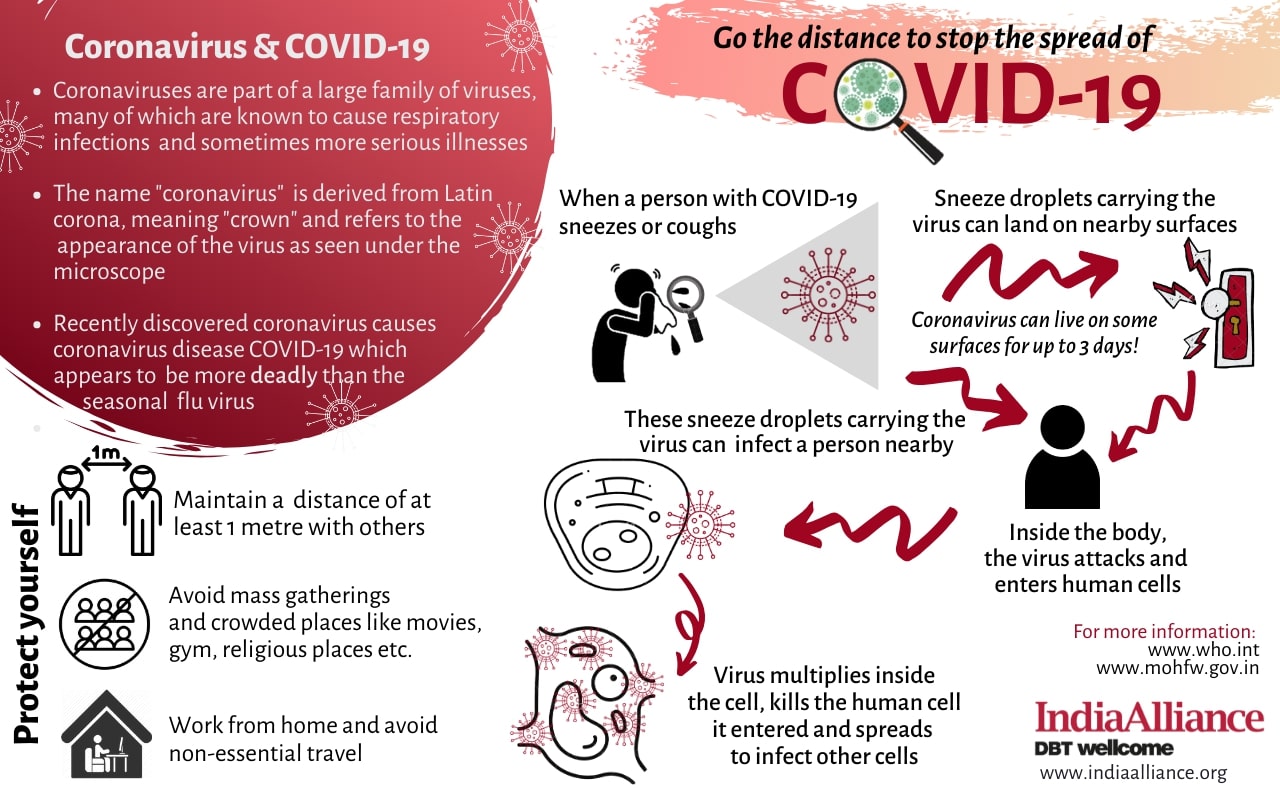 Coronavirus & COVID-19
Coronaviruses are part of a large family of viruses,
many of which are known to cause respiratory
infections and sometimes more serious illnesses
The name "coronavirus" is derived from Latin
corona, meaning "crown" and refers to the
appearance of the virus as seen under the
microscope
Recently discovered coronavirus causes
coronavirus disease COVID-19 which
appears to be more deadly than the
seasonal flu virus
Protect yourself
1m
Maintain a distance of at
least 1 metre with others
Avoid mass gatherings
and crowded places like movies,
gym, religious places etc.
Work from home and avoid
non-essential travel
Go the distance to stop the spread of
COVID-19
When a person with COVID-19
sneezes or coughs
Sneeze droplets carrying the
virus can land on nearby surfaces
Coronavirus can live on some
surfaces for up to 3 days!
These sneeze droplets carrying the
virus can infect a person nearby
Inside the body,
the virus attacks and
enters human cells
Virus multiplies inside
the cell, kills the human cell
it entered and spreads
to infect other cells
For more information:
www.who.int
www.mohfw.gov.in
IndiaAlliance
DBT wellcome
www.indiaalliance.org